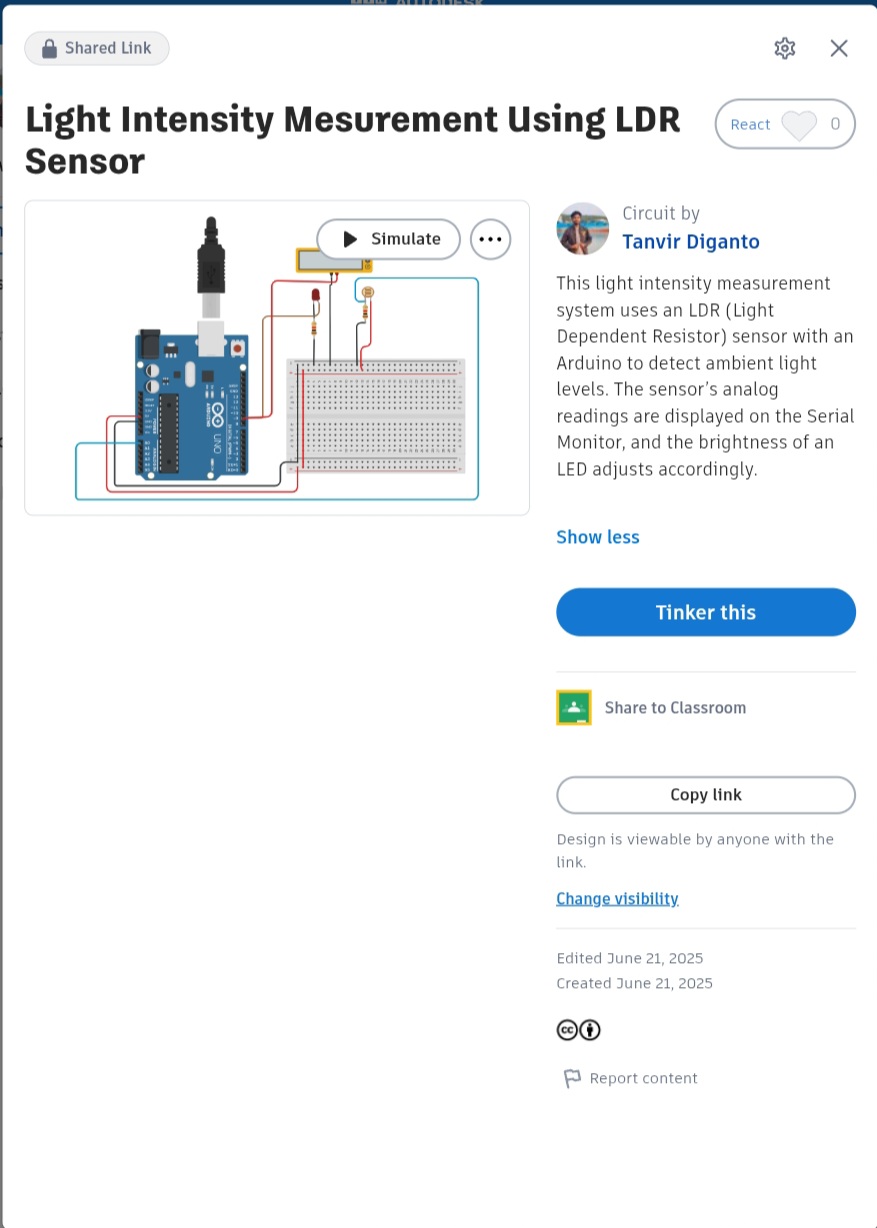 AUTODESK
Shared Link
Light Intensity Mesurement Using LDR
Sensor
React 0
Simulate
Circuit by
Tanvir Diganto
This light intensity measurement
system uses an LDR (Light
Dependent Resistor) sensor with an
Arduino to detect ambient light
levels. The sensor's analog
readings are displayed on the Serial
Monitor, and the brightness of an
LED adjusts accordingly.
Show less
Tinker this
Share to Classroom
Copy link
Design is viewable by anyone with the
link.
Change visibility
Edited June 21, 2025
Created June 21, 2025
cc
Report content
ARDUINO
UNO